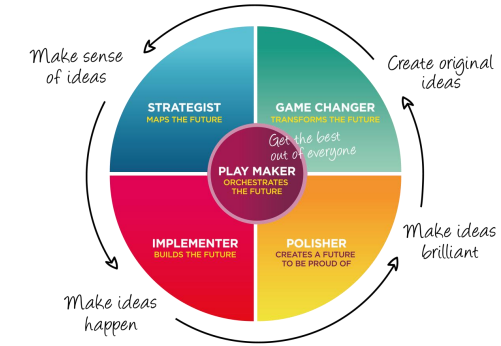 Make sense
of ideas
Create original
ideas
STRATEGIST
MAPS THE FUTURE
GAME CHANGER
TRANSFORMS THE FUTURE
Get the best
out of everyone
PLAY MAKER
ORCHESTRATES
THE FUTURE
IMPLEMENTER
BUILDS THE FUTURE
POLISHER
CREATES A FUTURE
TO BE PROUD OF
Make ideas
brilliant
Make ideas
happen